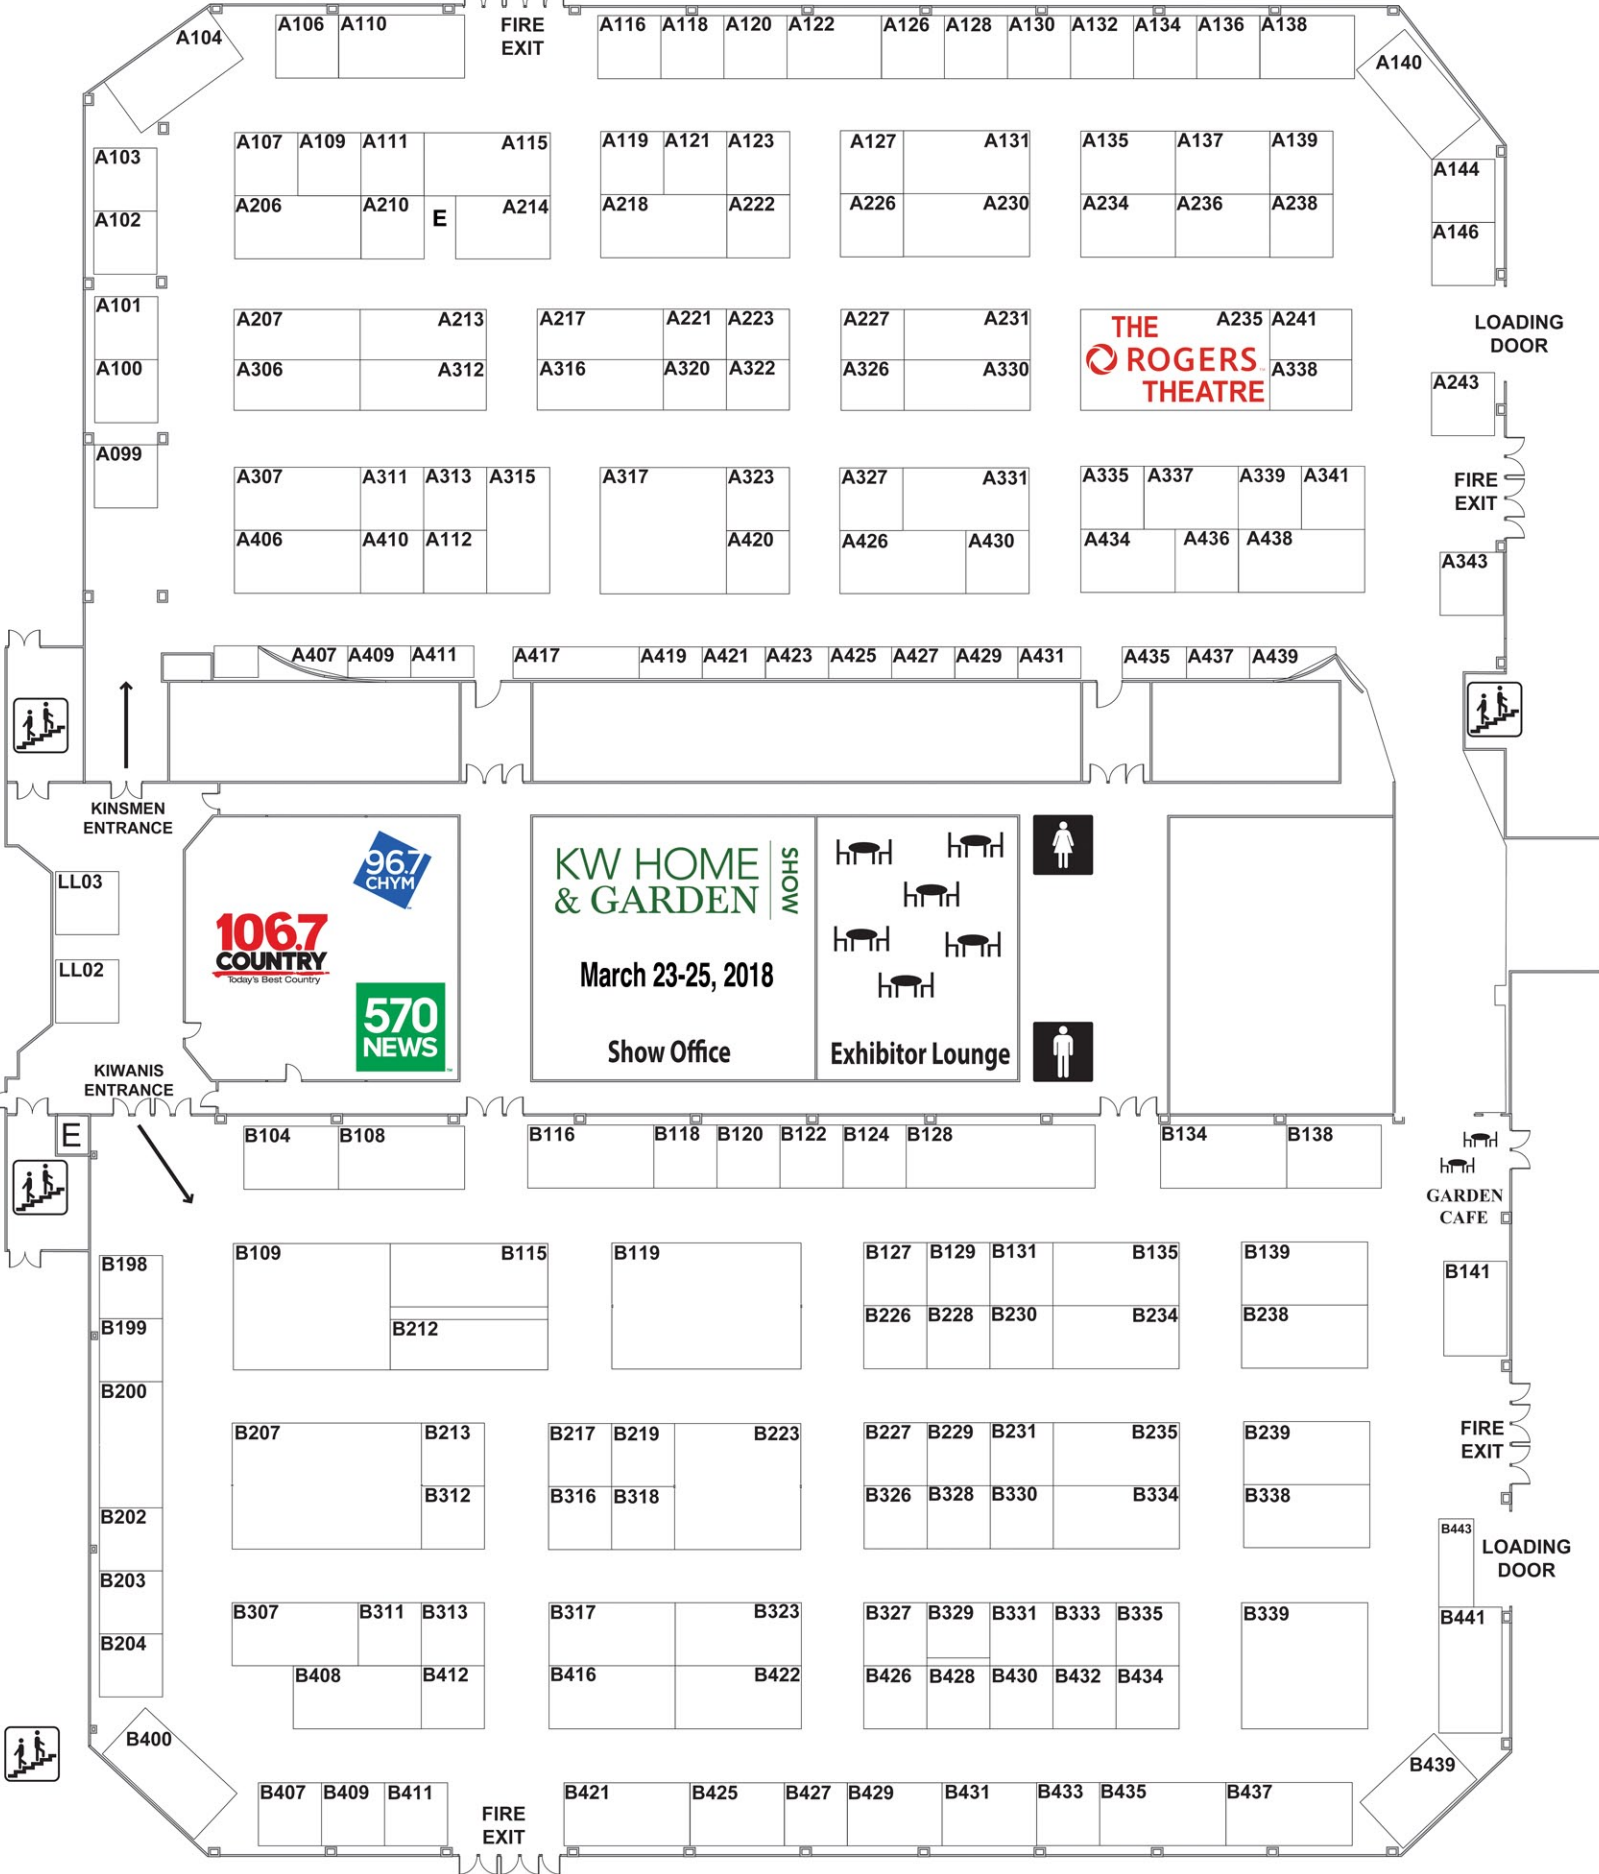 A104
A106
A110
FIRE
EXIT
A116
A118
A120
A122
A126
A128
A130
A132
A134
A136
A138
A140
A103
A102
A107
A109
A111
A115
A119
A121
A123
A127
A131
A135
A137
A139
A144
A206
A210
E
A214
A218
A222
A226
A230
A234
A236
A238
A146
A101
A100
A207
A213
A217
A221
A223
A227
A231
THE
ROGERS
THEATRE
A235
A241
LOADING
DOOR
A306
A312
A316
A320
A322
A326
A330
A338
A243
A099
A307
A311
A313
A315
A317
A323
A327
A331
A335
A337
A339
A341
FIRE
EXIT
A406
A410
A112
A420
A426
A430
A434
A436
A438
A343
A407
A409
A411
A417
A419
A421
A423
A425
A427
A429
A431
A435
A437
A439
KINSMEN
ENTRANCE
LL03
LL02
96.7
CHYM
106.7
COUNTRY
Today's Best Country
570
NEWS
KW HOME
& GARDEN
SHOW
March 23-25, 2018
Show Office
Exhibitor Lounge
KIWANIS
ENTRANCE
E
B104
B108
B116
B118
B120
B122
B124
B128
B134
B138
GARDEN
CAFE
B198
B199
B200
B202
B203
B204
B109
B115
B119
B127
B129
B131
B135
B139
B141
B212
B226
B228
B230
B234
B238
B207
B213
B217
B219
B223
B227
B229
B231
B235
B239
FIRE
EXIT
B312
B316
B318
B326
B328
B330
B334
B338
B443
LOADING
DOOR
B307
B311
B313
B317
B323
B327
B329
B331
B333
B335
B339
B441
B408
B412
B416
B422
B426
B428
B430
B432
B434
B400
B439
B407
B409
B411
FIRE
EXIT
B421
B425
B427
B429
B431
B433
B435
B437